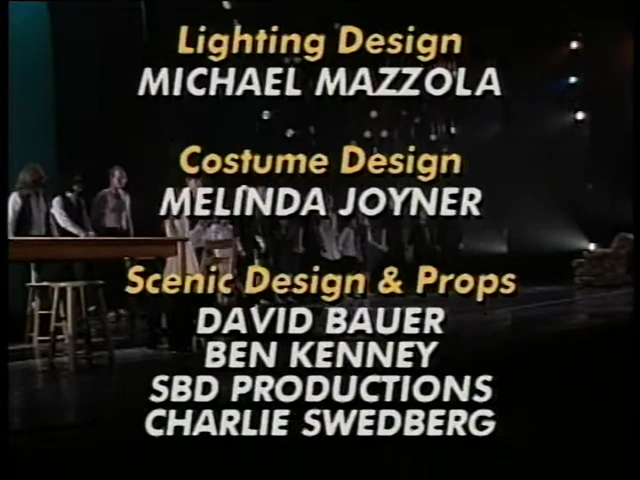 Lighting Design
MICHAEL MAZZOLA
Costume Design
MELINDA JOYNER
Scenic Design & Props
DAVID BAUER
BEN KENNEY
SBD PRODUCTIONS
CHARLIE SWEDBERG